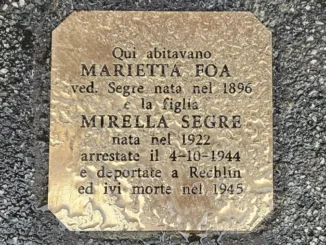 Qui abitavano
MARIETTA FOA
ved. Segre nata nel 1896
e la figlia
MIRELLA SEGRE
nata nel 1922
arrestate il 4-10-1944
e deportate a Rechlin
ed ivi morte nel 1945